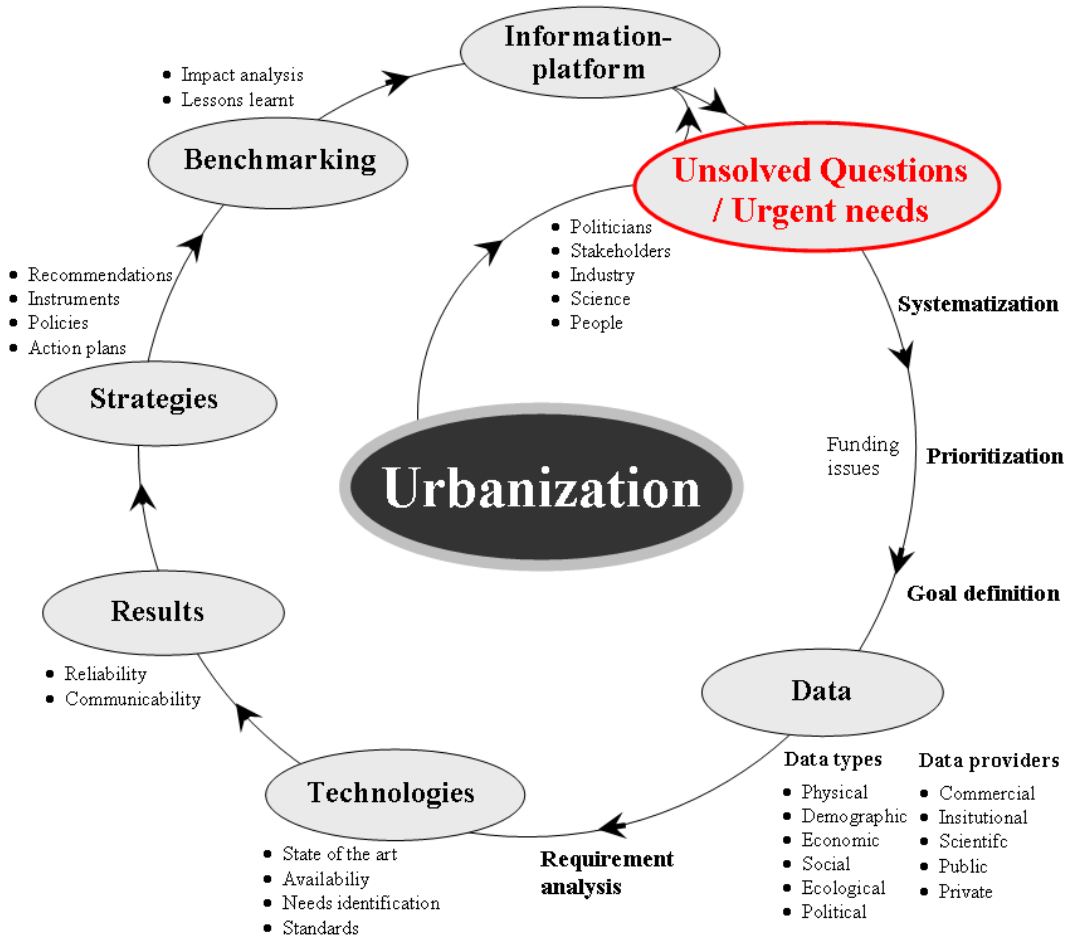 Information-
platform
Impact analysis
Lessons learnt
Benchmarking
Unsolved Questions
/ Urgent needs
Politicians
Stakeholders
Industry
Science
People
Recommendations
Instruments
Policies
Action plans
Systematization
Strategies
Funding
issues
Prioritization
Urbanization
Goal definition
Results
Reliability
Communicability
Data
Data types
Physical
Demographic
Economic
Social
Ecological
Political
Data providers
Commercial
Insitutional
Scientifc
Public
Private
Technologies
State of the art
Availabiliy
Needs identification
Standards
Requirement
analysis